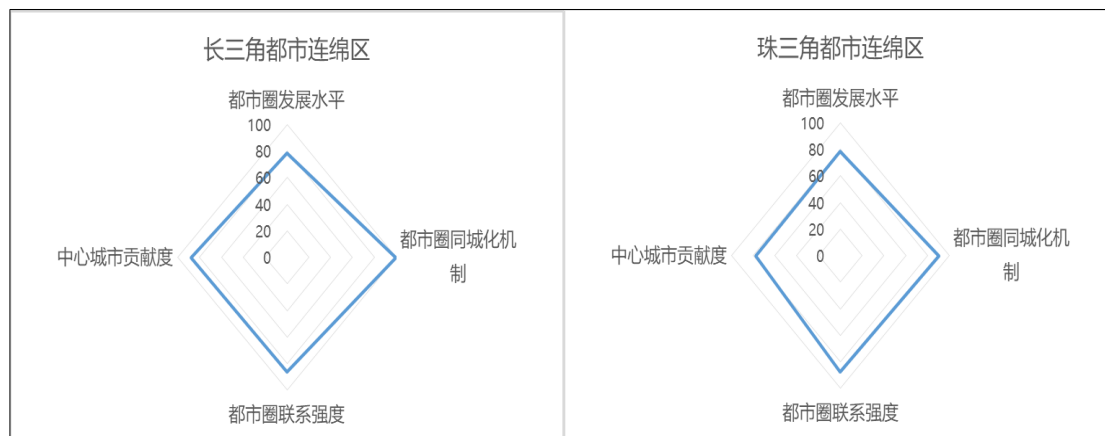 长三角都市连绵区
都市圈发展水平
100
80
60
40
20
0
中心城市贡献度
都市圈同城化机
制
都市圈联系强度
珠三角都市连绵区
都市圈发展水平
100
80
60
40
20
0
中心城市贡献度
都市圈同城化机
制
都市圈联系强度